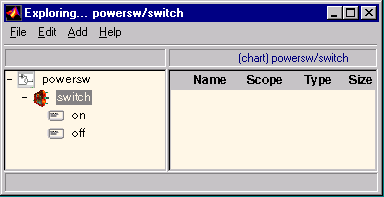 Exploring... powersw/switch
File Edit Add Help
(chart) powersw/switch
Name Scope Type Size
powersw
switch
on
off